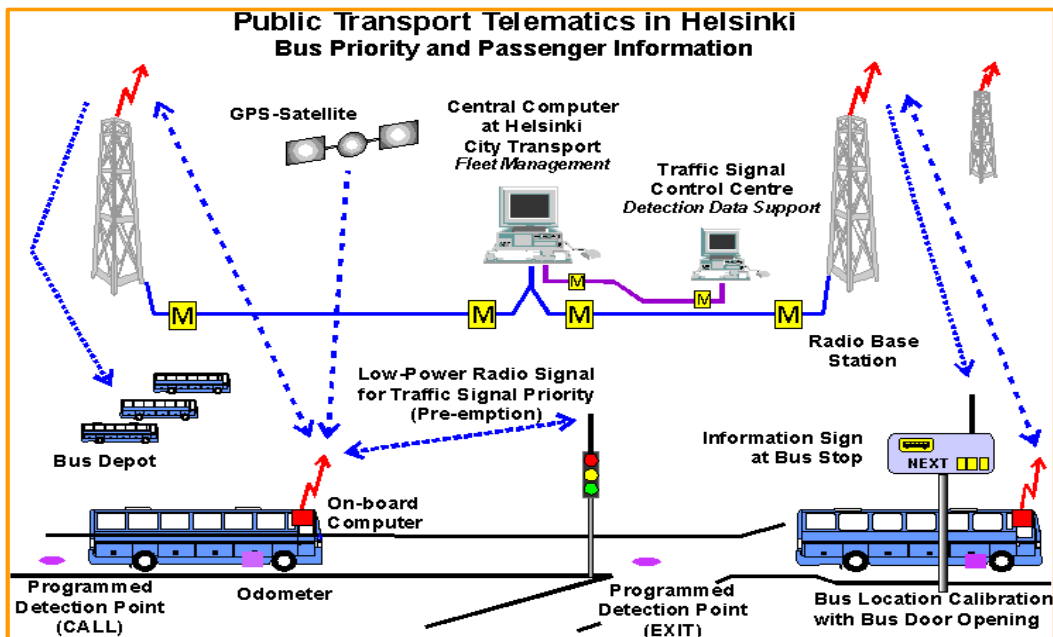 Public Transport Telematics in Helsinki
Bus Priority and Passenger Information
GPS-Satellite
Central Computer
at Helsinki
City Transport
Fleet Management
Traffic Signal
Control Centre
Detection Data Support
M
M
M
M
M
M
Radio Base
Station
Low-Power Radio Signal
for Traffic Signal Priority
(Pre-emption)
Bus Depot
Information Sign
at Bus Stop
NEXT
On-board
Computer
Programmed
Detection Point
(CALL)
Odometer
Programmed
Detection Point
(EXIT)
Bus Location Calibration
with Bus Door Opening